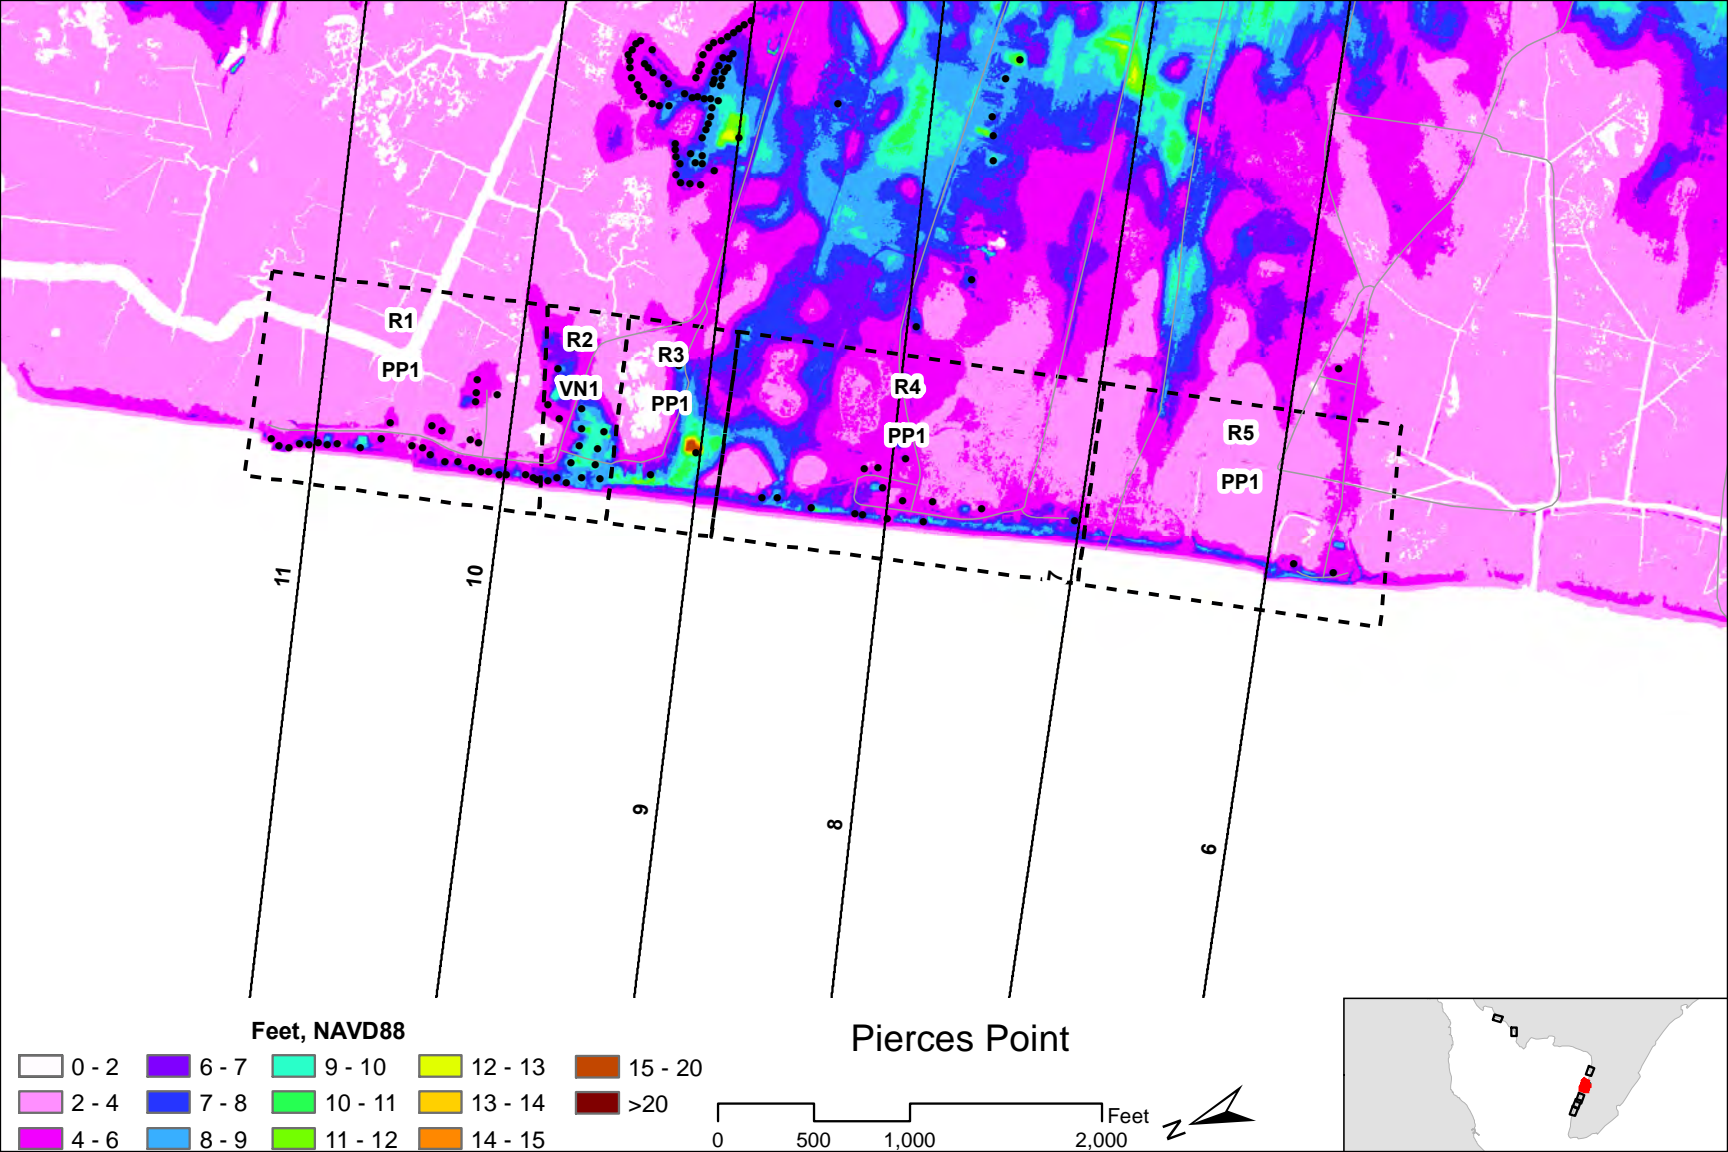 R1
PP1
R2
VN1
R3
PP1
R4
PP1
R5
PP1
11
10
9
8
7
6
Feet, NAVD88
0 - 2
2 - 4
4 - 6
6 - 7
7 - 8
8 - 9
9 - 10
10 - 11
11 - 12
12 - 13
13 - 14
14 - 15
15 - 20
>20
Pierces Point
Feet
0 500 1,000 2,000
N